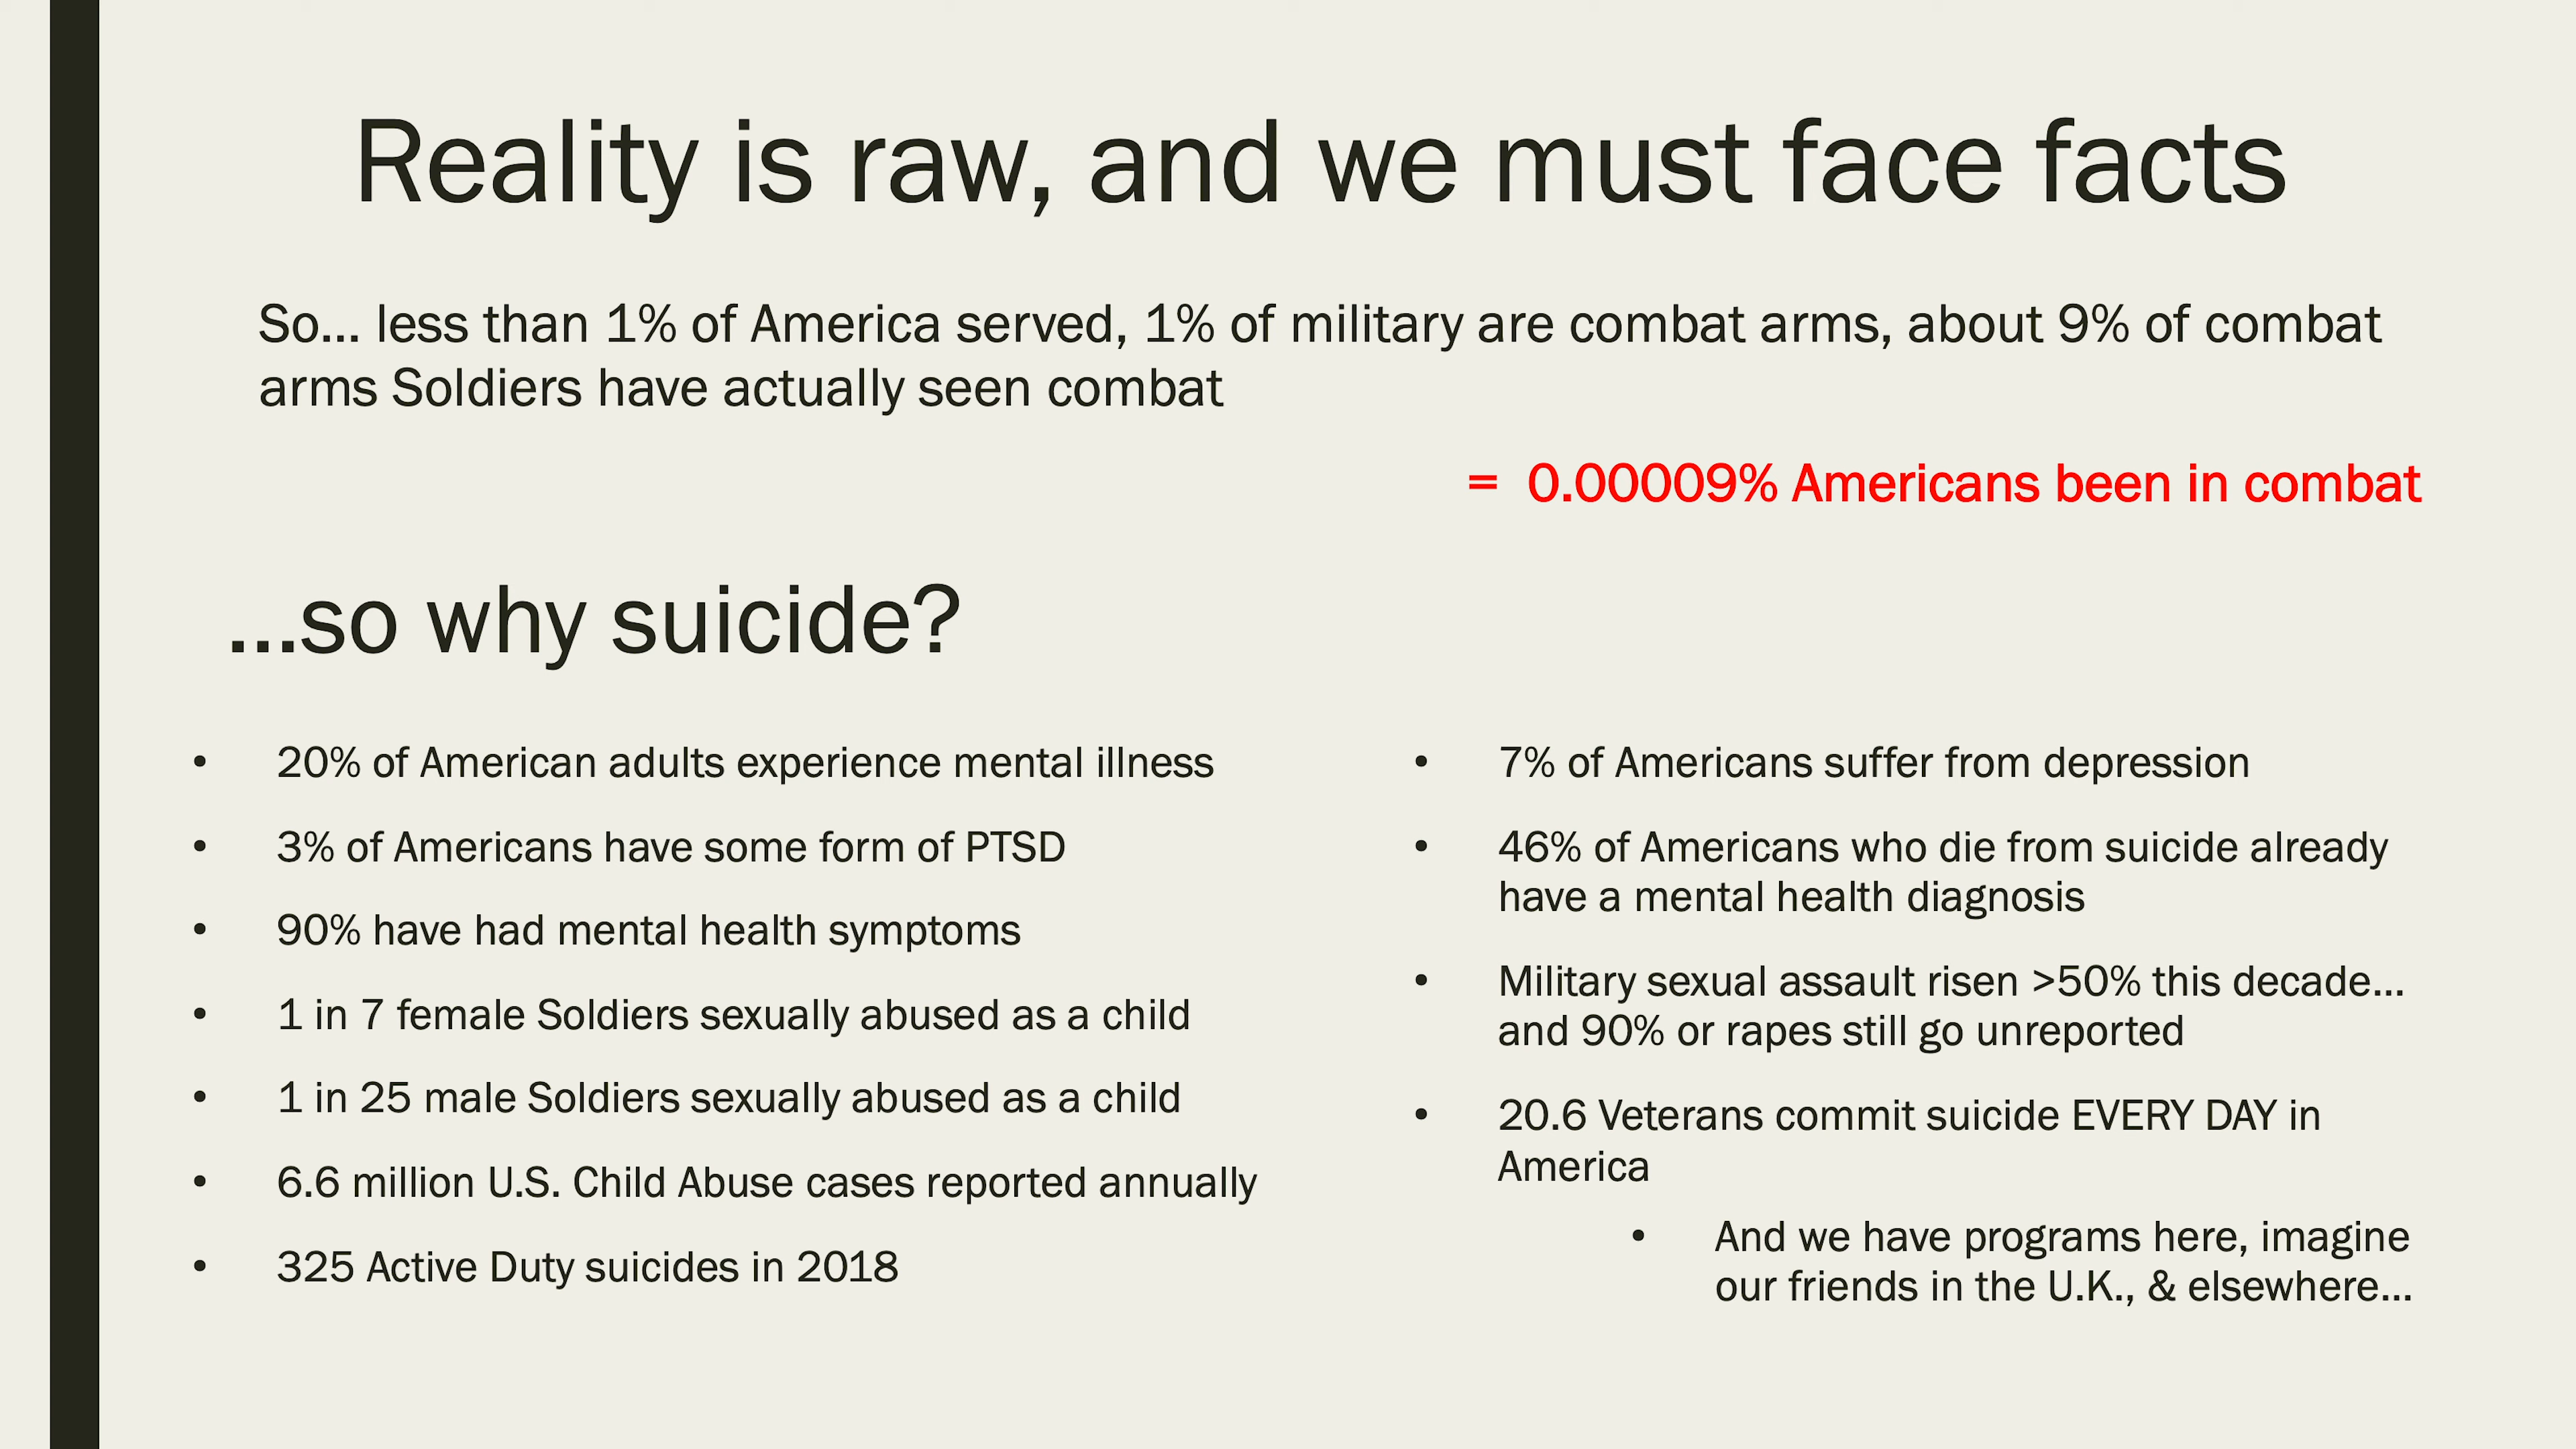 Reality is raw, and we must face facts
So... less than 1% of America served, 1% of military are combat arms, about 9% of combat
arms Soldiers have actually seen combat
= 0.00009% Americans been in combat
...so why suicide?
• 20% of American adults experience mental illness
• 3% of Americans have some form of PTSD
• 90% have had mental health symptoms
• 1 in 7 female Soldiers sexually abused as a child
• 1 in 25 male Soldiers sexually abused as a child
• 6.6 million U.S. Child Abuse cases reported annually
• 325 Active Duty suicides in 2018
• 7% of Americans suffer from depression
• 46% of Americans who die from suicide already
have a mental health diagnosis
• Military sexual assault risen >50% this decade...
and 90% or rapes still go unreported
• 20.6 Veterans commit suicide EVERY DAY in
America
• And we have programs here, imagine
our friends in the U.K., & elsewhere...